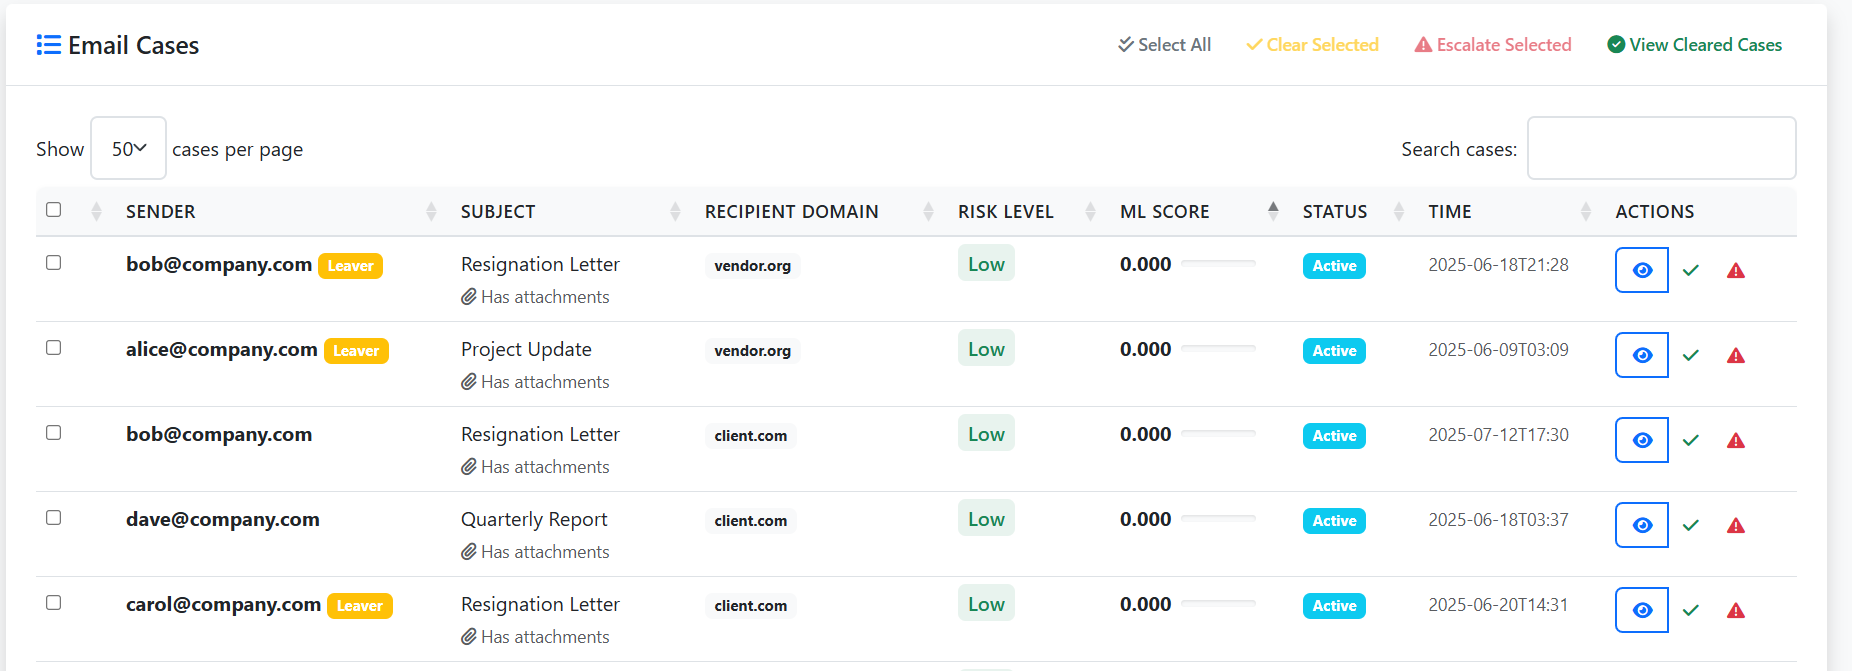 Email Cases
Select All Clear Selected Escalate Selected View Cleared Cases
Show 50 cases per page Search cases:
SENDER SUBJECT RECIPIENT DOMAIN RISK LEVEL ML SCORE STATUS TIME ACTIONS
bob@company.com Leaver Resignation Letter vendor.org Low 0.000 Active 2025-06-18T21:28
Has attachments
alice@company.com Leaver Project Update vendor.org Low 0.000 Active 2025-06-09T03:09
Has attachments
bob@company.com Resignation Letter client.com Low 0.000 Active 2025-07-12T17:30
Has attachments
dave@company.com Quarterly Report client.com Low 0.000 Active 2025-06-18T03:37
Has attachments
carol@company.com Leaver Resignation Letter client.com Low 0.000 Active 2025-06-20T14:31
Has attachments